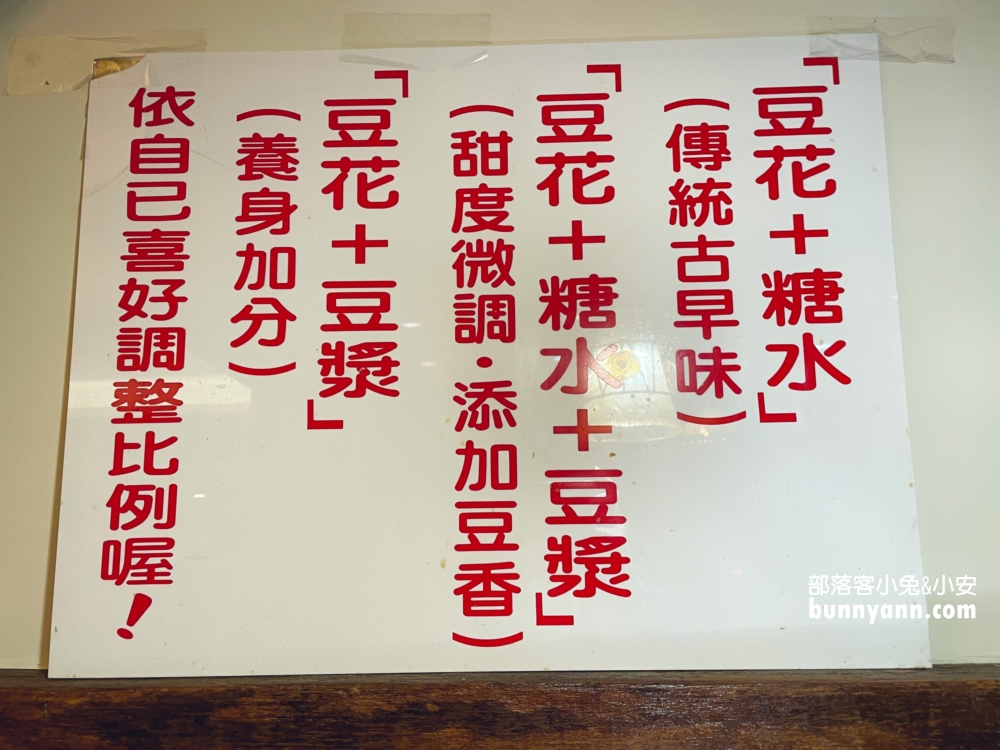 「豆花＋糖水」
（傳統古早味）
「豆花＋糖水＋豆漿」
（甜度微調・添加豆香）
「豆花＋豆漿」
（養身加分）
依自已喜好調整比例喔！
部落客小兔&小安
bunnyann.com